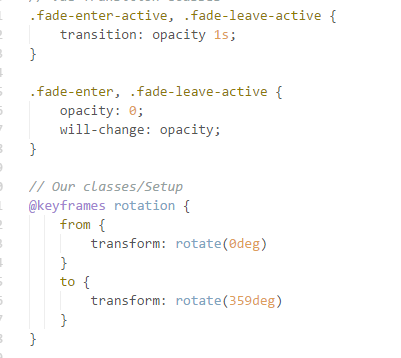 .fade-enter-active, .fade-leave-active {
transition: opacity 1s;
}
.fade-enter, .fade-leave-active {
opacity: 0;
will-change: opacity;
}
// Our classes/Setup
@keyframes rotation {
from {
transform: rotate(0deg)
}
to {
transform: rotate(359deg)
}
}